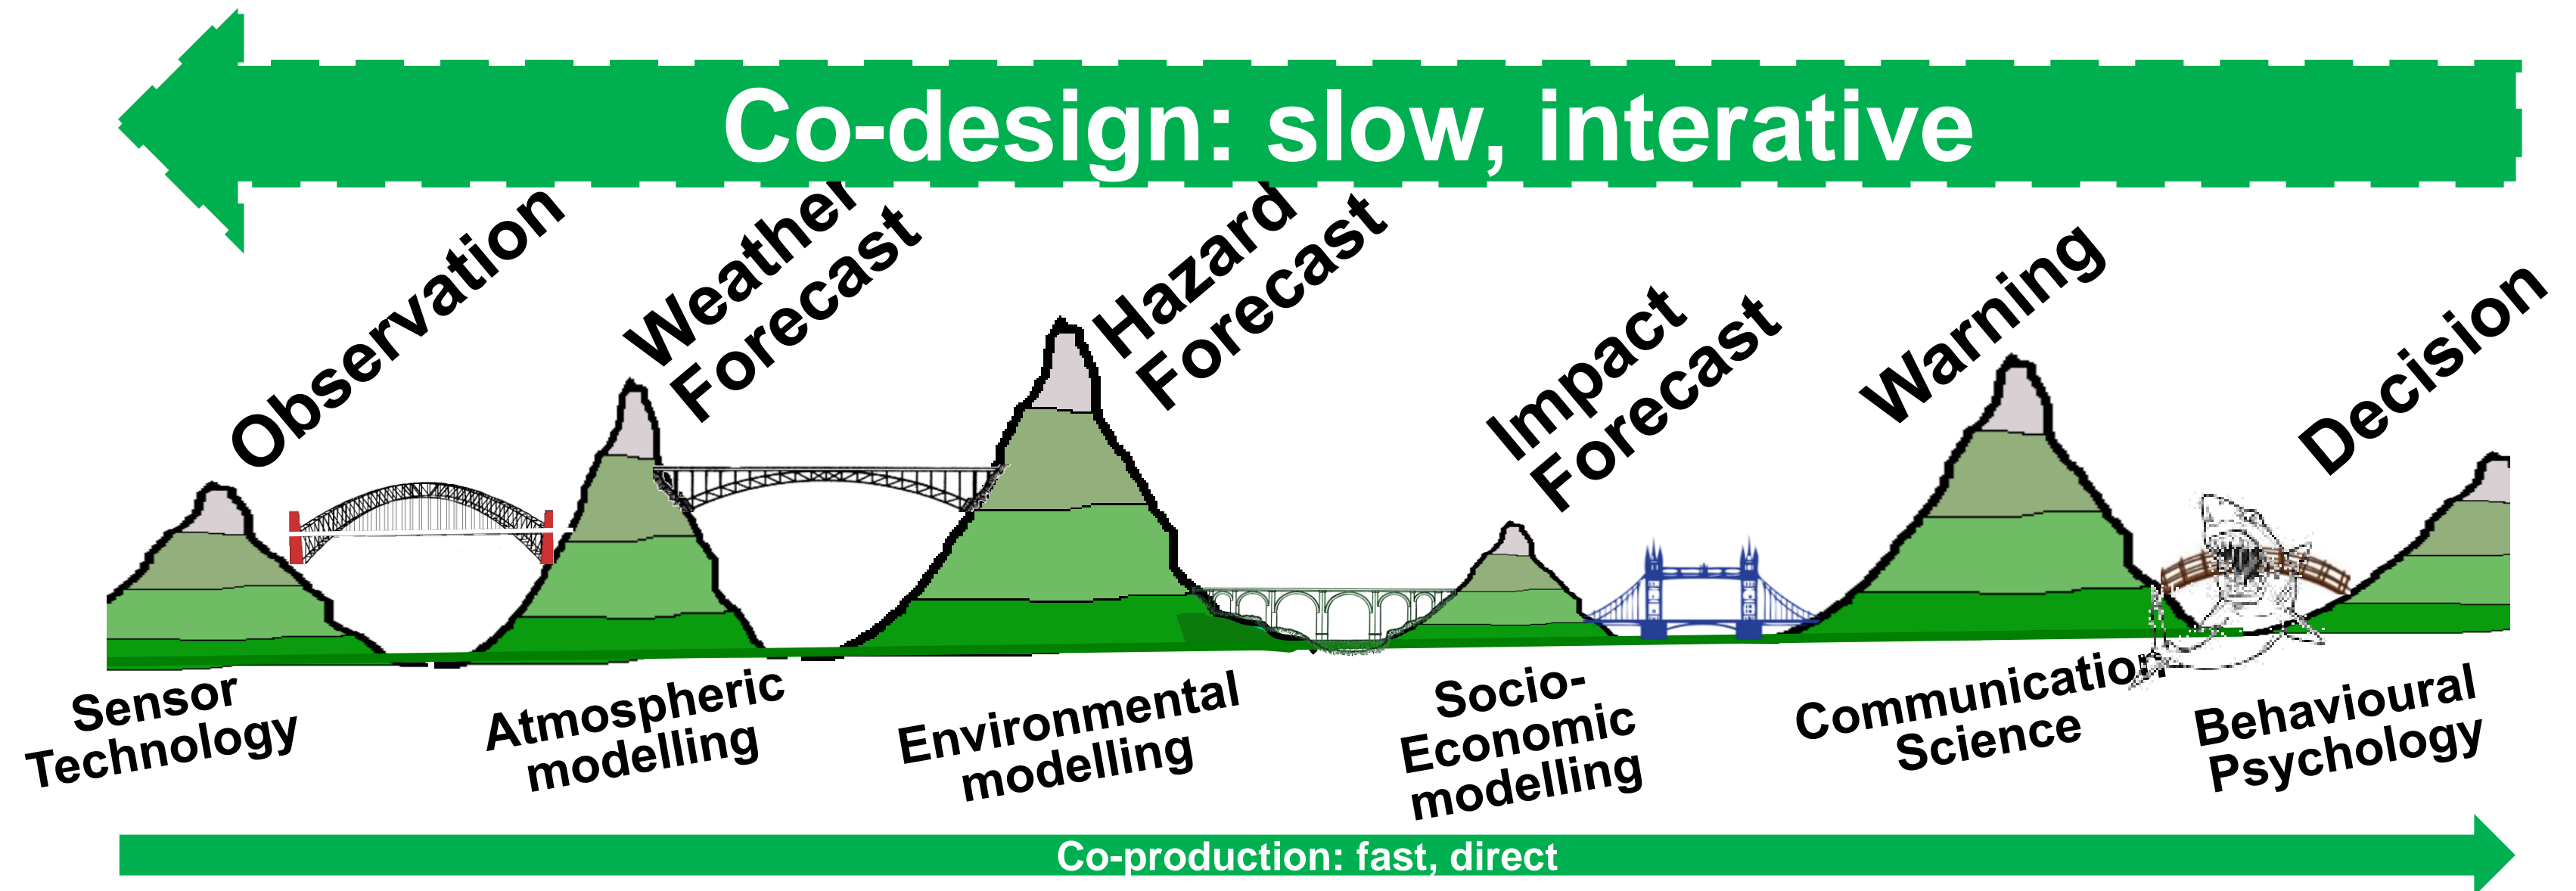 Co-design: slow, interative
Observation
Weather
Forecast
Hazard
Forecast
Impact
Forecast
Warning
Decision
Sensor
Technology
Atmospheric
modelling
Environmental
modelling
Socio-
Economic
modelling
Communication
Science
Behavioural
Psychology
Co-production: fast, direct